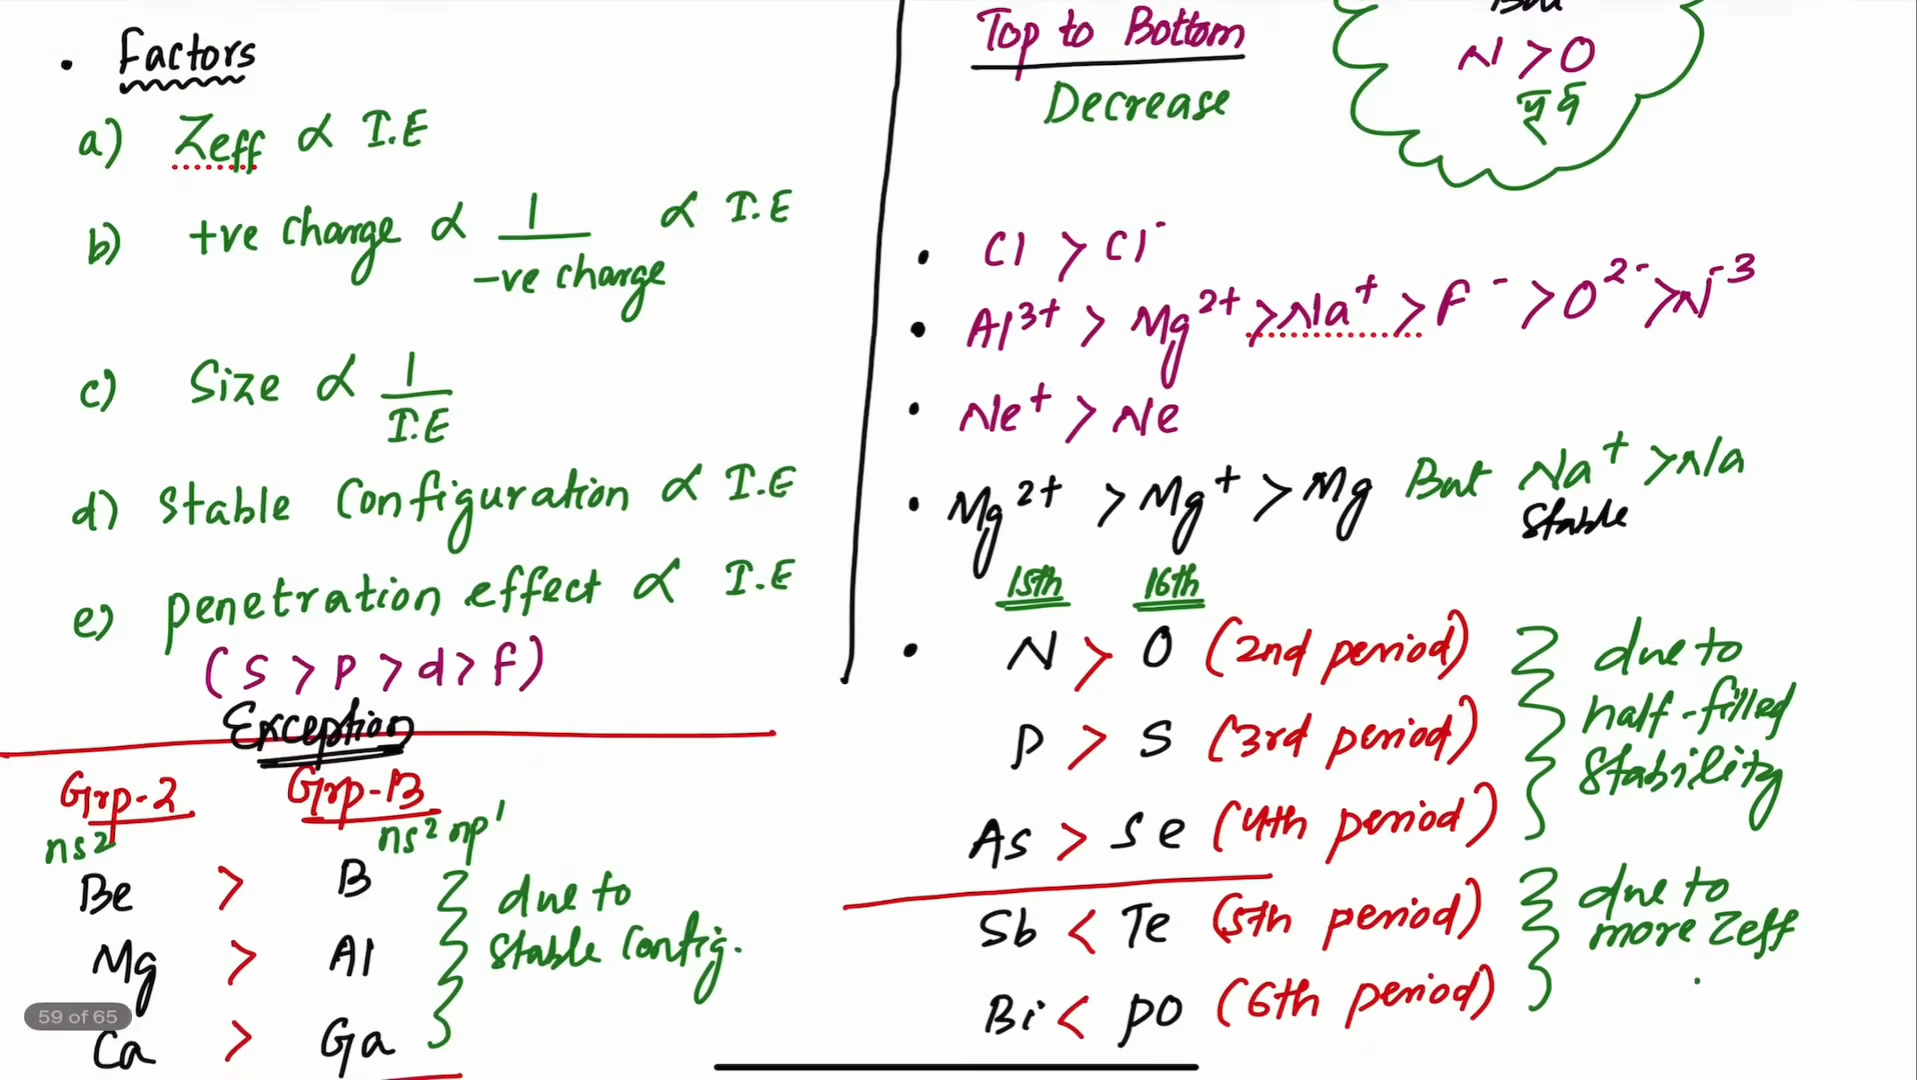 • Factors
a) Zeff ∝ I.E
b) +ve charge ∝ 1/-ve charge ∝ I.E
c) Size ∝ 1/I.E
d) Stable Configuration ∝ I.E
e) penetration effect ∝ I.E
(s > p > d > f)
Exception
Grp-2 Grp-13
ns² ns² np¹
Be > B
Mg > Al
Ca > Ga
due to
stable config.
59 of 65
Top to Bottom
Decrease
N > O
• Cl > Cl⁻
• Al³⁺ > Mg²⁺ > Na⁺ > F⁻ > O²⁻ > N⁻³
• Ne⁺ > Ne
• Mg²⁺ > Mg⁺ > Mg But Na⁺ > Na
Stable
15th 16th
• N > O (2nd period)
P > S (3rd period)
As > Se (4th period)
due to
half-filled
stability
Sb < Te (5th period)
Bi < Po (6th period)
due to
more Zeff